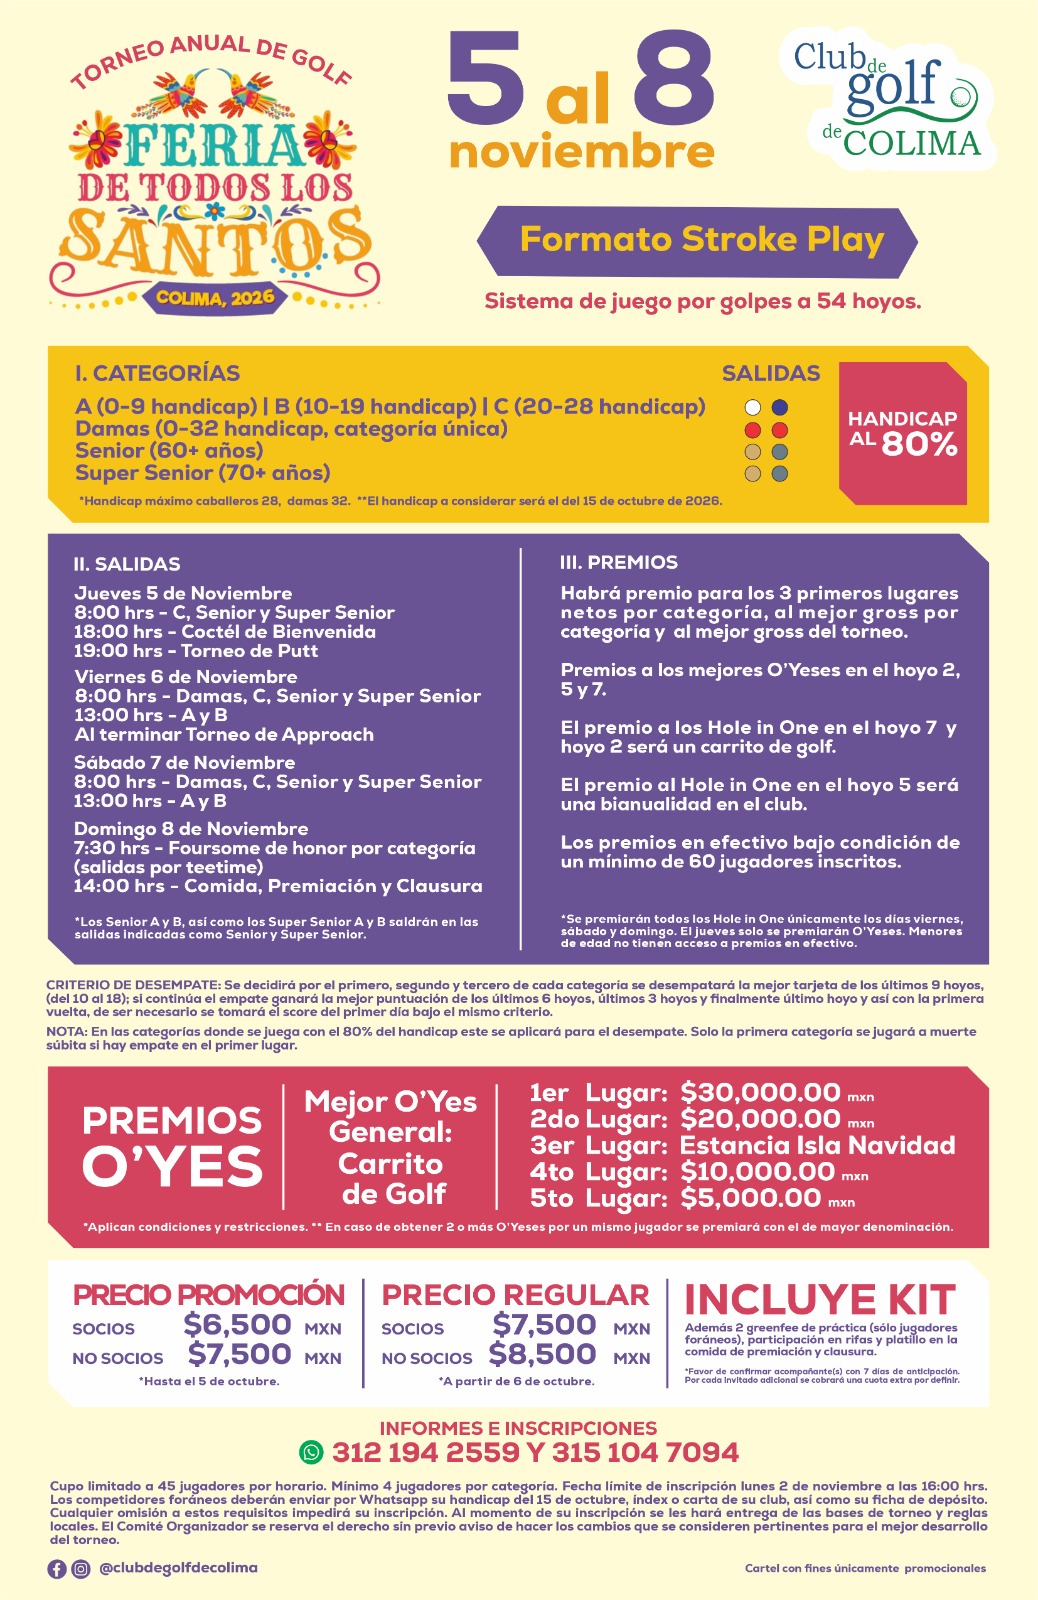 TORNEO ANUAL DE GOLF
FERIA
DE TODOS LOS
SANTOS
COLIMA, 2026
5 al 8
noviembre
Club de
golf
de COLIMA
Formato Stroke Play
Sistema de juego por golpes a 54 hoyos.
I. CATEGORÍAS
A (0-9 handicap) | B (10-19 handicap) | C (20-28 handicap)
Damas (0-32 handicap, categoría única)
Senior (60+ años)
Super Senior (70+ años)
*Handicap máximo caballeros 28, damas 32. **El handicap a considerar será el del 15 de octubre de 2026.
SALIDAS
HANDICAP
AL 80%
II. SALIDAS
Jueves 5 de Noviembre
8:00 hrs - C, Senior y Super Senior
18:00 hrs - Coctél de Bienvenida
19:00 hrs - Torneo de Putt
Viernes 6 de Noviembre
8:00 hrs - Damas, C, Senior y Super Senior
13:00 hrs - A y B
Al terminar Torneo de Approach
Sábado 7 de Noviembre
8:00 hrs - Damas, C, Senior y Super Senior
13:00 hrs - A y B
Domingo 8 de Noviembre
7:30 hrs - Foursome de honor por categoría
(salidas por teetime)
14:00 hrs - Comida, Premiación y Clausura
*Los Senior A y B, así como los Super Senior A y B saldrán en las
salidas indicadas como Senior y Super Senior.
III. PREMIOS
Habrá premio para los 3 primeros lugares
netos por categoría, al mejor gross por
categoría y al mejor gross del torneo.
Premios a los mejores O'Yeses en el hoyo 2,
5 y 7.
El premio a los Hole in One en el hoyo 7 y
hoyo 2 será un carrito de golf.
El premio al Hole in One en el hoyo 5 será
una bianualidad en el club.
Los premios en efectivo bajo condición de
un mínimo de 60 jugadores inscritos.
*Se premiarán todos los Hole in One únicamente los días viernes,
sábado y domingo. El jueves solo se premiarán O'Yeses. Menores
de edad no tienen acceso a premios en efectivo.
CRITERIO DE DESEMPATE: Se decidirá por el primero, segundo y tercero de cada categoría se desempatará la mejor tarjeta de los últimos 9 hoyos,
(del 10 al 18); si continúa el empate ganará la mejor puntuación de los últimos 6 hoyos, últimos 3 hoyos y finalmente último hoyo y así con la primera
vuelta, de ser necesario se tomará el score del primer día bajo el mismo criterio.
NOTA: En las categorías donde se juega con el 80% del handicap este se aplicará para el desempate. Solo la primera categoría se jugará a muerte
súbita si hay empate en el primer lugar.
PREMIOS
O'YES
Mejor O'Yes
General:
Carrito
de Golf
1er Lugar: $30,000.00 mxn
2do Lugar: $20,000.00 mxn
3er Lugar: Estancia Isla Navidad
4to Lugar: $10,000.00 mxn
5to Lugar: $5,000.00 mxn
*Aplican condiciones y restricciones. ** En caso de obtener 2 o más O'Yeses por un mismo jugador se premiará con el de mayor denominación.
PRECIO PROMOCIÓN
SOCIOS $6,500 MXN
NO SOCIOS $7,500 MXN
*Hasta el 5 de octubre.
PRECIO REGULAR
SOCIOS $7,500 MXN
NO SOCIOS $8,500 MXN
*A partir de 6 de octubre.
INCLUYE KIT
Además 2 greenfee de práctica (sólo jugadores
foráneos), participación en rifas y platillo en la
comida de premiación y clausura.
*Favor de confirmar acompañante(s) con 7 días de anticipación.
Por cada invitado adicional se cobrará una cuota extra por definir.
INFORMES E INSCRIPCIONES
312 194 2559 Y 315 104 7094
Cupo limitado a 45 jugadores por horario. Mínimo 4 jugadores por categoría. Fecha límite de inscripción lunes 2 de noviembre a las 16:00 hrs.
Los competidores foráneos deberán enviar por Whatsapp su handicap del 15 de octubre, índex o carta de su club, así como su ficha de depósito.
Cualquier omisión a estos requisitos impedirá su inscripción. Al momento de su inscripción se les hará entrega de las bases de torneo y reglas
locales. El Comité Organizador se reserva el derecho sin previo aviso de hacer los cambios que se consideren pertinentes para el mejor desarrollo
del torneo.
@clubdegolfdecolima
Cartel con fines únicamente promocionales